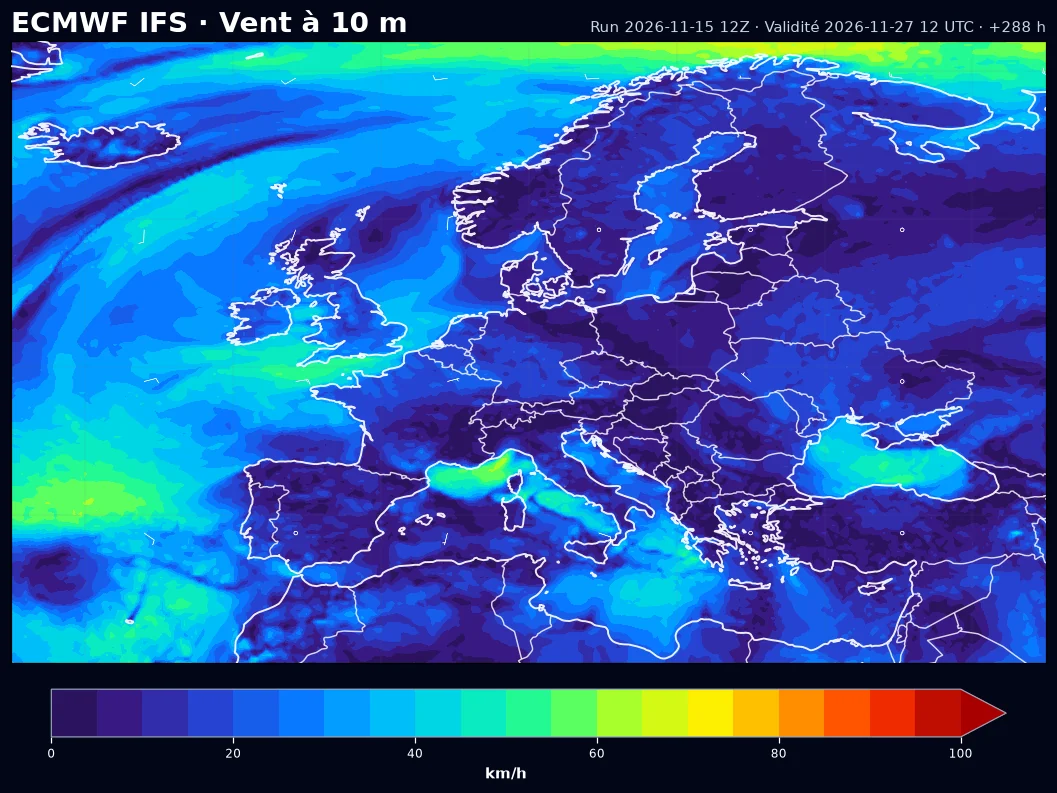 ECMWF IFS · Vent à 10 m
Run 2026-11-15 12Z · Validité 2026-11-27 12 UTC · +288 h
0 20 40 60 80 100
km/h